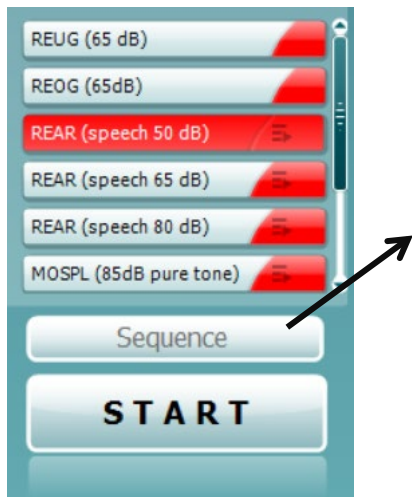 REUG (65 dB)
REOG (65dB)
REAR (speech 50 dB)
REAR (speech 65 dB)
REAR (speech 80 dB)
MOSPL (85dB pure tone)
Sequence
START